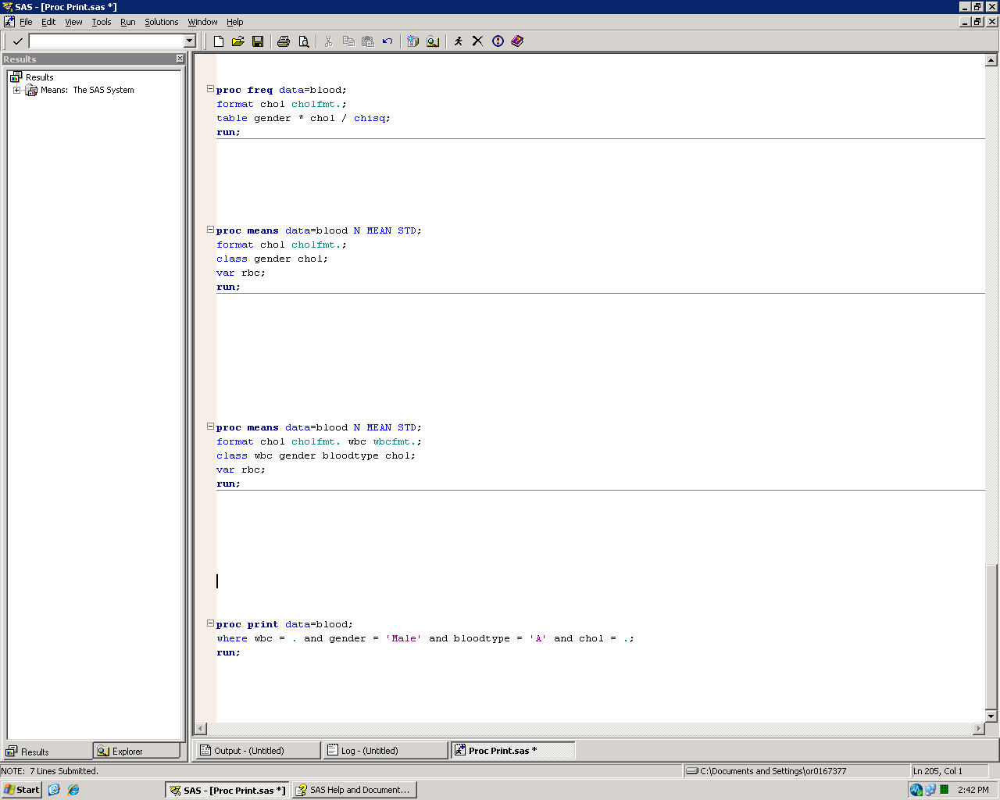 SAS - [Proc Print.sas *]
File Edit View Tools Run Solutions Window Help
Results
Results
Means: The SAS System
proc freq data=blood;
format chol cholfmt.;
table gender * chol / chisq;
run;
proc means data=blood N MEAN STD;
format chol cholfmt.;
class gender chol;
var rbc;
run;
proc means data=blood N MEAN STD;
format chol cholfmt. wbc wbcfmt.;
class wbc gender bloodtype chol;
var rbc;
run;
proc print data=blood;
where wbc = . and gender = 'Male' and bloodtype = 'A' and chol = .;
run;
Results Explorer
Output - (Untitled) Log - (Untitled) Proc Print.sas *
NOTE: 7 Lines Submitted. C:\Documents and Settings\or0167377 Ln 205, Col 1
Start SAS - [Proc Print.sas *] SAS Help and Document... 2:42 PM